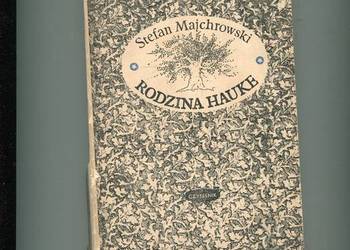 Stefan Majchrowski
RODZINA HAUKE
CZYTELNIK